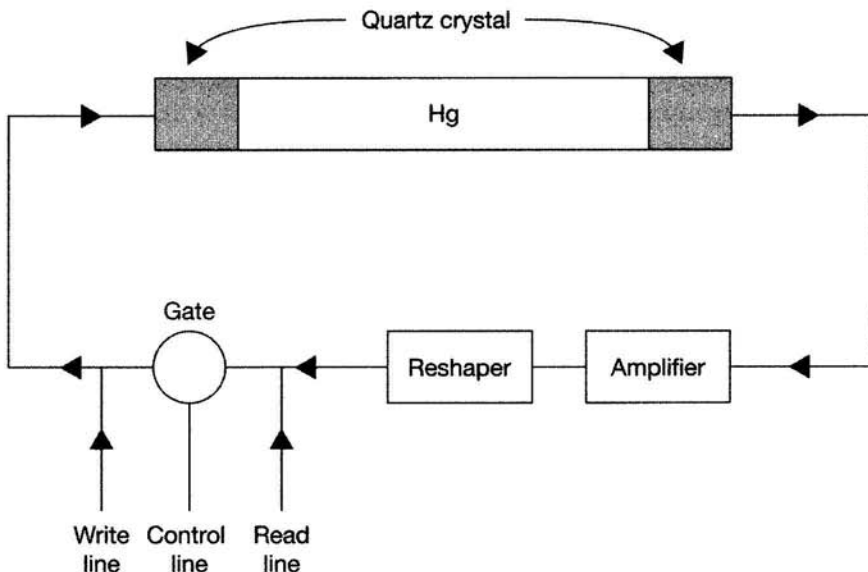 Quartz crystal
Hg
Gate
Reshaper
Amplifier
Write
line
Control
line
Read
line